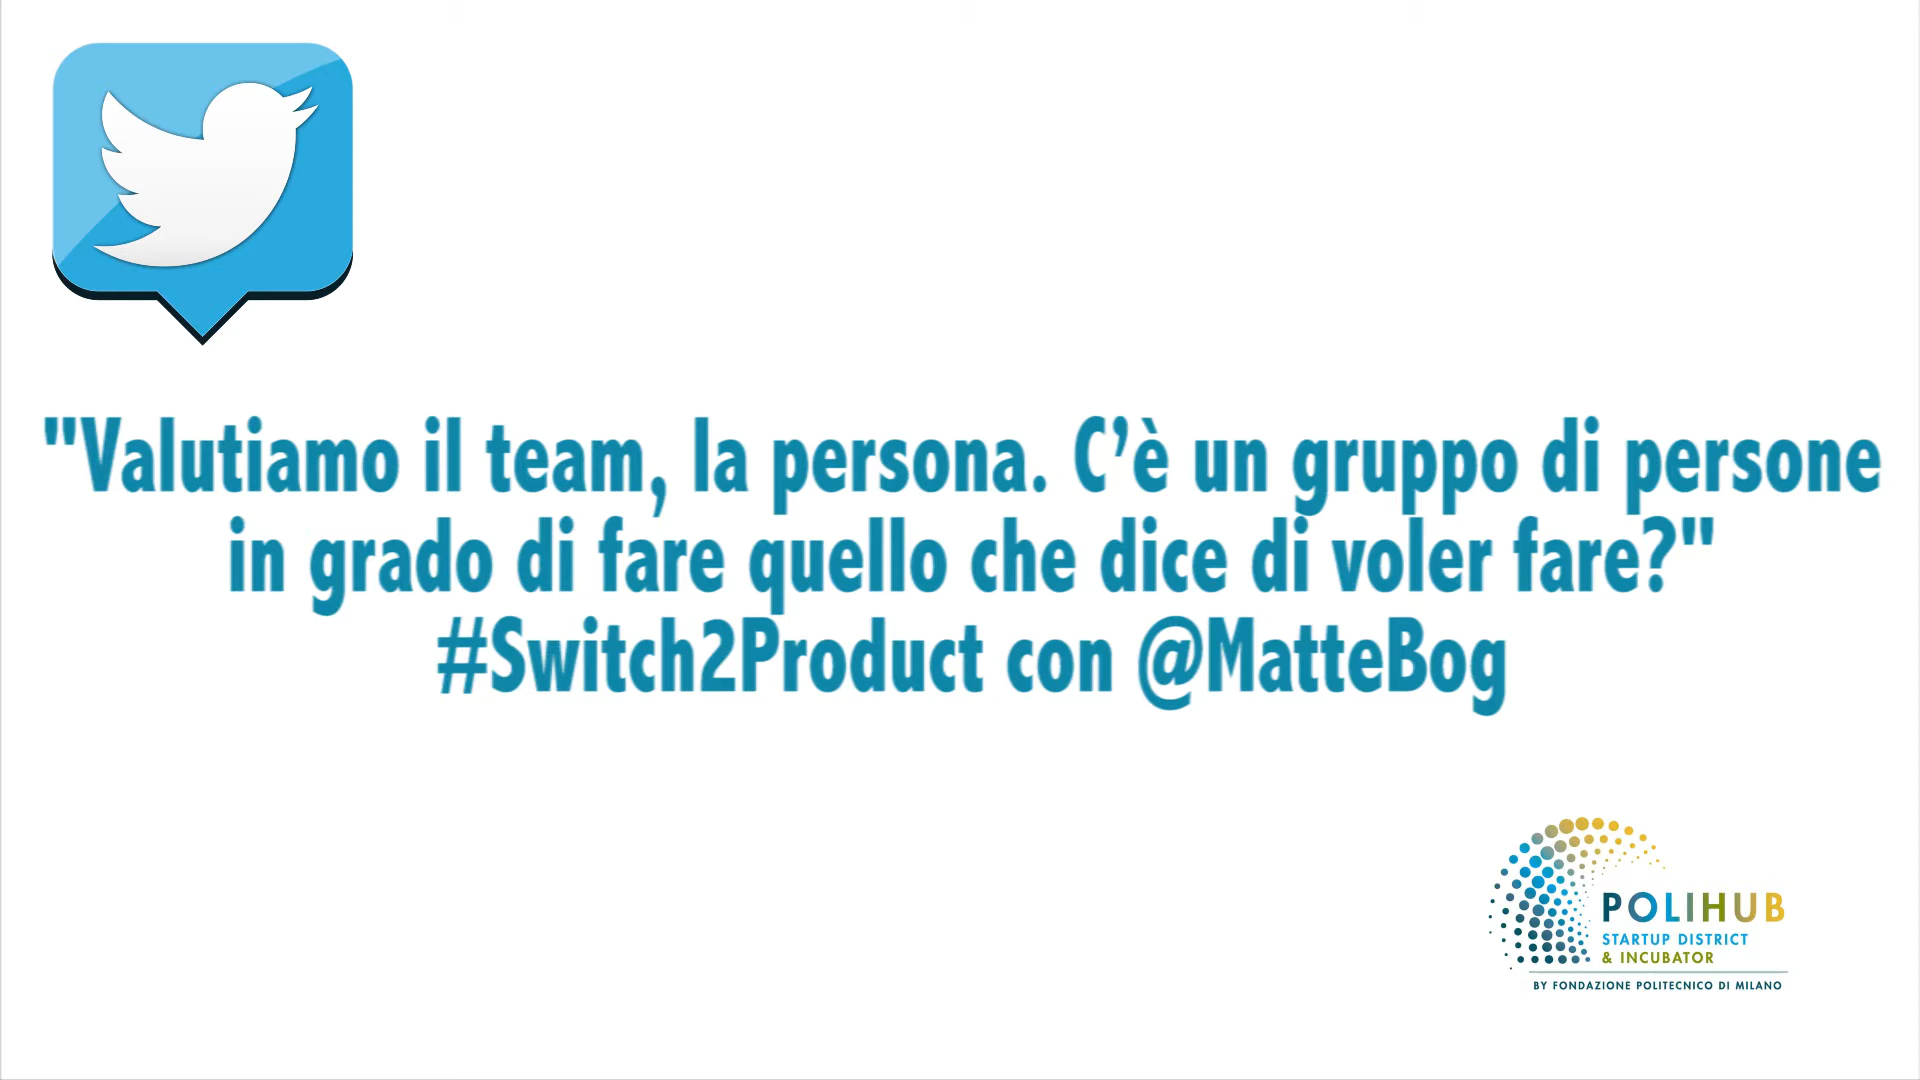 "Valutiamo il team, la persona. C’è un gruppo di persone
in grado di fare quello che dice di voler fare?"
#Switch2Product con @MatteBog
POLIHUB
STARTUP DISTRICT
& INCUBATOR
BY FONDAZIONE POLITECNICO DI MILANO